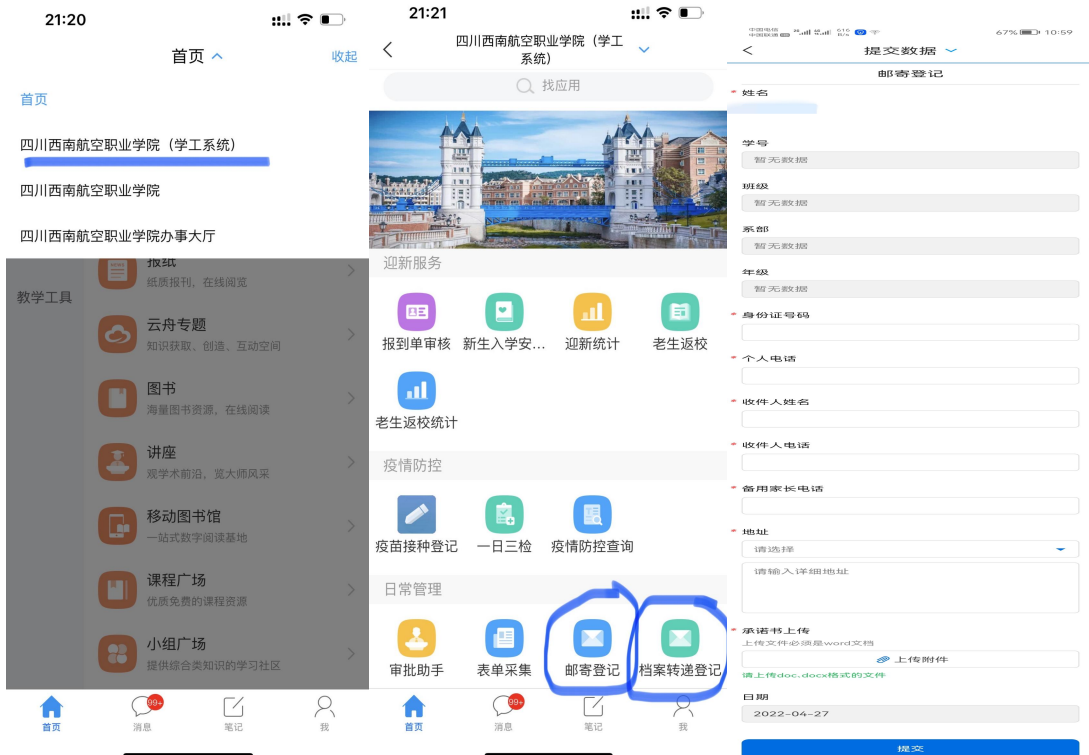 21:20
首页
收起
首页
四川西南航空职业学院（学工系统）
四川西南航空职业学院
四川西南航空职业学院办事大厅
教学工具
报纸
纸质报刊，在线阅览
云舟专题
知识获取、创造、互动空间
图书
海量图书资源，在线阅读
讲座
观学术前沿，览大师风采
移动图书馆
一站式数字阅读基地
课程广场
优质免费的课程资源
小组广场
提供综合类知识的学习社区
99+
首页 消息 笔记 我
21:21
四川西南航空职业学院（学工
系统）
找应用
迎新服务
报到单审核 新生入学安... 迎新统计 老生返校
老生返校统计
疫情防控
疫苗接种登记 一日三检 疫情防控查询
日常管理
审批助手 表单采集 邮寄登记 档案转递登记
99+
首页 消息 笔记 我
中国电信
中国联通
616
B/s
67% 10:59
提交数据
邮寄登记
* 姓名
学号
暂无数据
班级
暂无数据
系部
暂无数据
年级
暂无数据
* 身份证号码
* 个人电话
* 收件人姓名
* 收件人电话
* 备用家长电话
* 地址
请选择
请输入详细地址
* 承诺书上传
上传文件必须是word文档
上传附件
请上传doc,docx格式的文件
日期
2022-04-27
提交